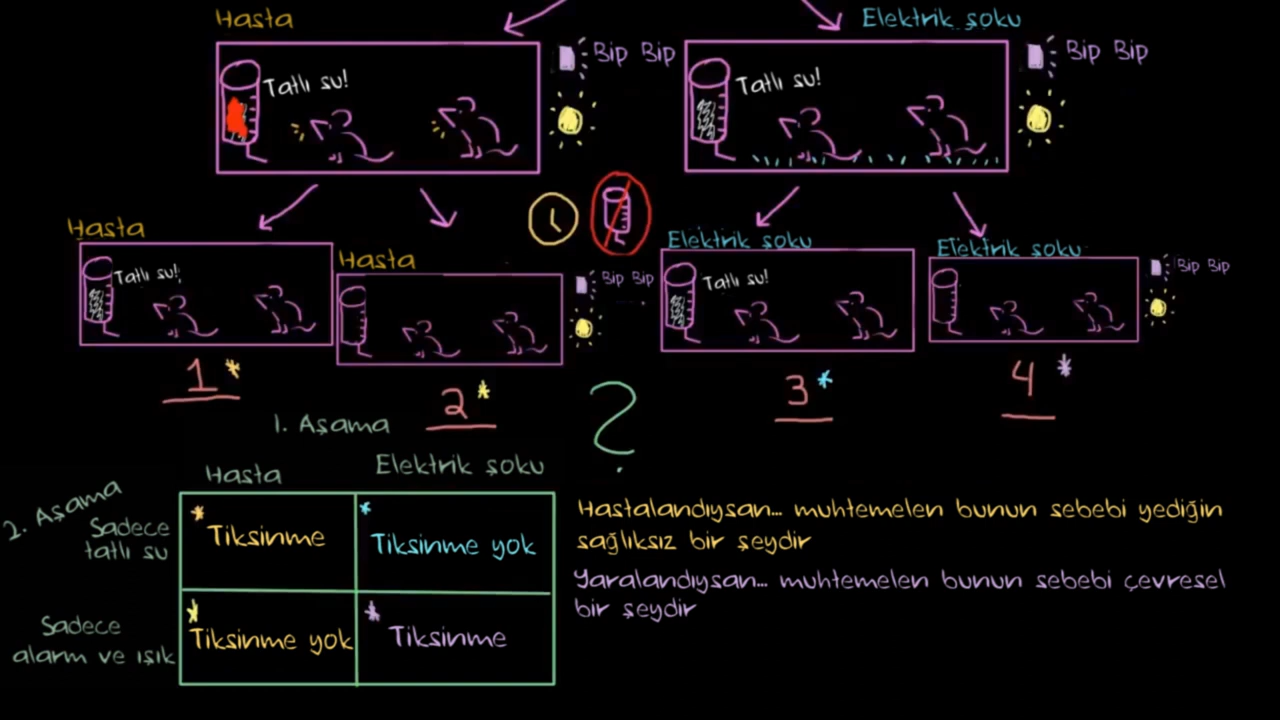 Hasta
Elektrik şoku
Bip Bip
Bip Bip
Tatlı su!
Tatlı su!
Hasta
Hasta
Elektrik şoku
Elektrik şoku
Tatlı su!
Bip Bip
Tatlı su!
Bip Bip
1 *
2 *
3 *
4 *
?
1. Aşama
Hasta
Elektrik şoku
2. Aşama
Sadece
tatlı su
* Tiksinme
* Tiksinme yok
Sadece
alarm ve ışık
* Tiksinme yok
* Tiksinme
Hastalandıysan... muhtemelen bunun sebebi yediğin
sağlıksız bir şeydir
Yaralandıysan... muhtemelen bunun sebebi çevresel
bir şeydir